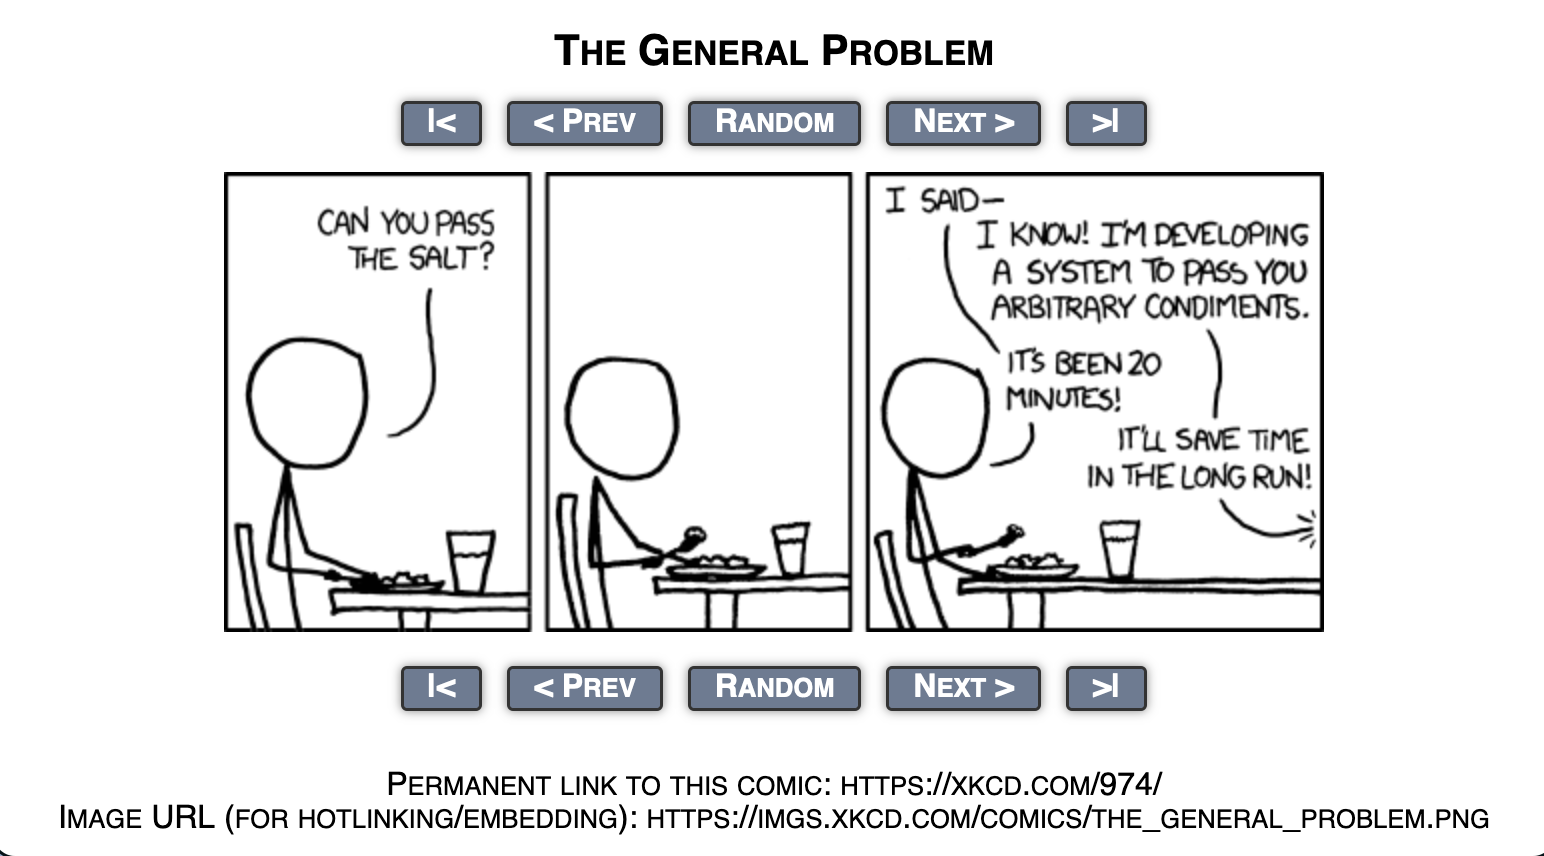 THE GENERAL PROBLEM
|<
< PREV
RANDOM
NEXT >
>|
CAN YOU PASS
THE SALT?
I SAID—
I KNOW! I'M DEVELOPING
A SYSTEM TO PASS YOU
ARBITRARY CONDIMENTS.
IT'S BEEN 20
MINUTES!
IT'LL SAVE TIME
IN THE LONG RUN!
|<
< PREV
RANDOM
NEXT >
>|
PERMANENT LINK TO THIS COMIC: HTTPS://XKCD.COM/974/
IMAGE URL (FOR HOTLINKING/EMBEDDING): HTTPS://IMGS.XKCD.COM/COMICS/THE_GENERAL_PROBLEM.PNG